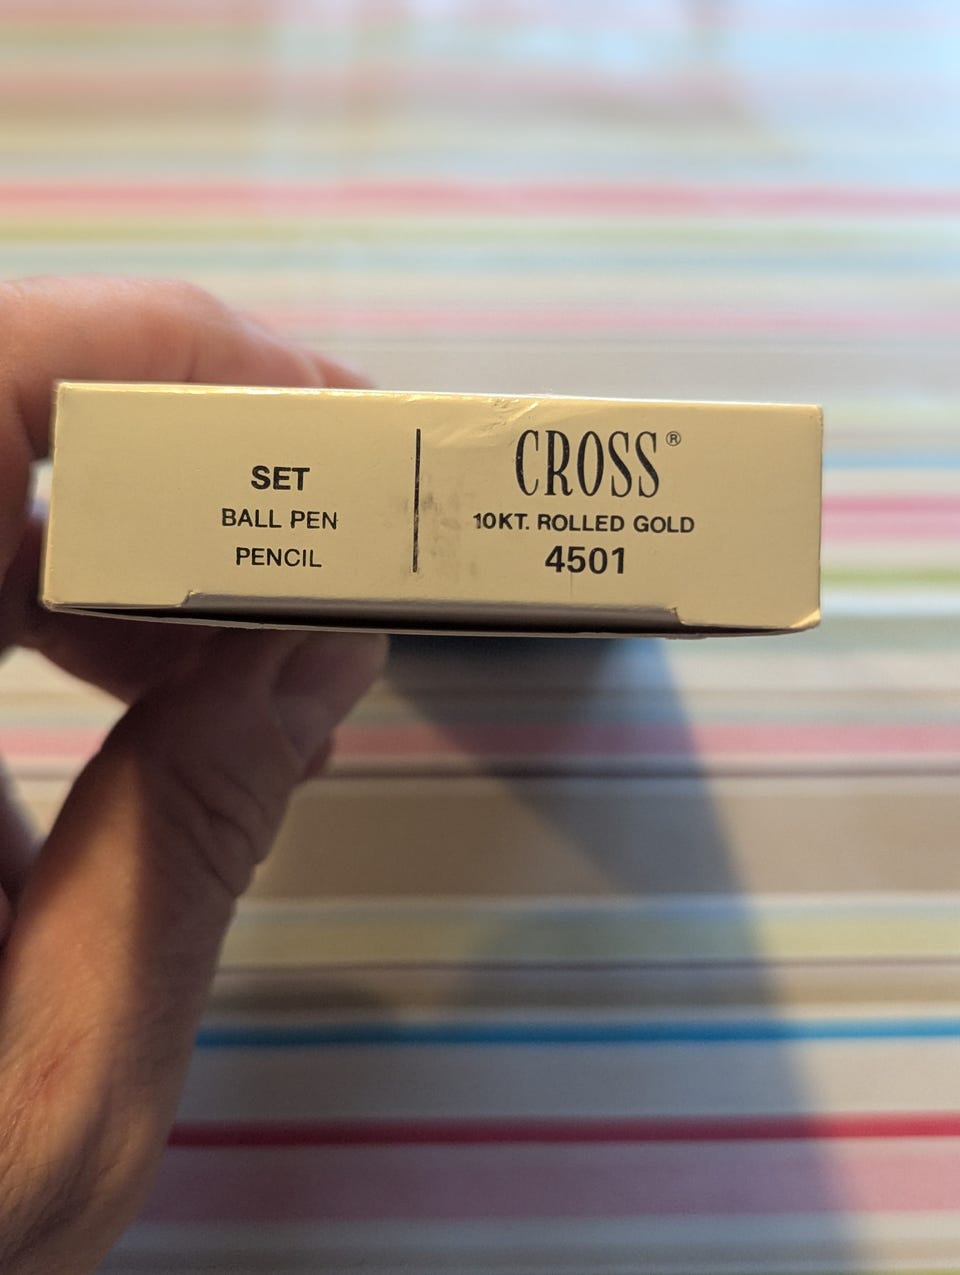 SET
BALL PEN
PENCIL
CROSS®
10KT. ROLLED GOLD
4501